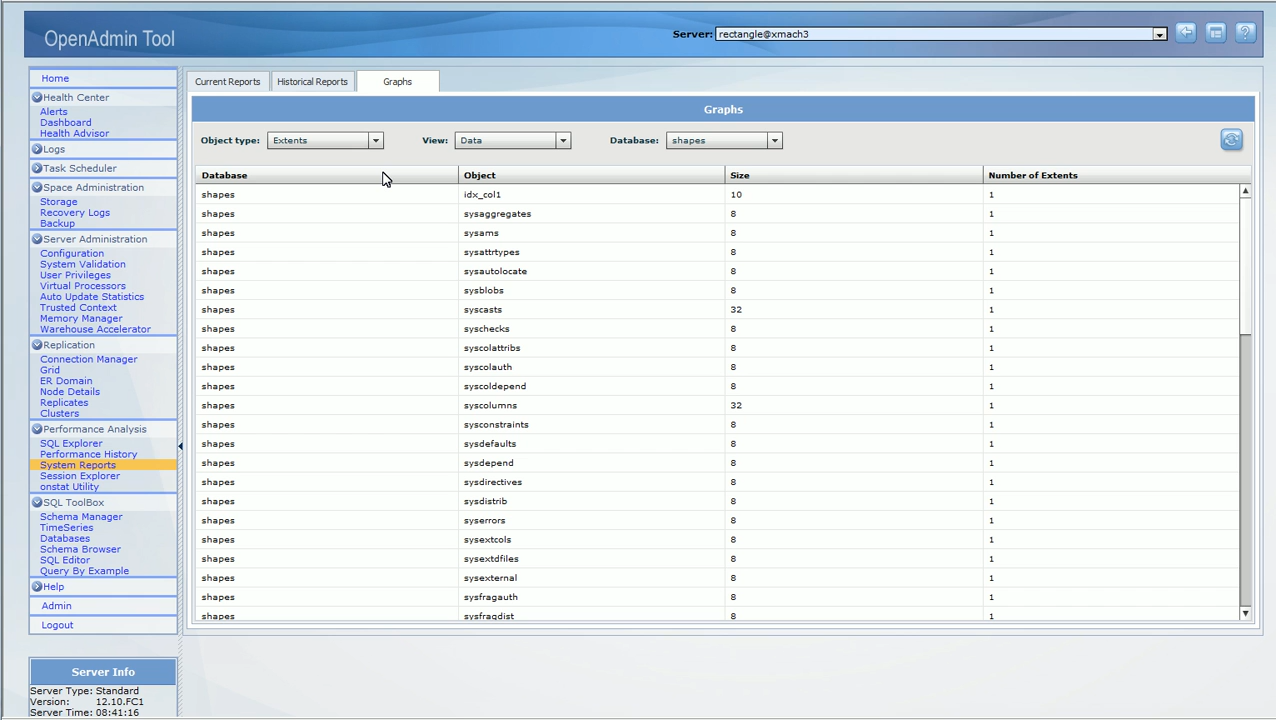 OpenAdmin Tool
Server: rectangle@xmach3
Home
Health Center
Alerts
Dashboard
Health Advisor
Logs
Task Scheduler
Space Administration
Storage
Recovery Logs
Backup
Server Administration
Configuration
System Validation
User Privileges
Virtual Processors
Auto Update Statistics
Trusted Context
Memory Manager
Warehouse Accelerator
Replication
Connection Manager
Grid
ER Domain
Node Details
Replicates
Clusters
Performance Analysis
SQL Explorer
Performance History
System Reports
Session Explorer
onstat Utility
SQL ToolBox
Schema Manager
TimeSeries
Databases
Schema Browser
SQL Editor
Query By Example
Help
Admin
Logout
Server Info
Server Type: Standard
Version: 12.10.FC1
Server Time: 08:41:16
Current Reports Historical Reports Graphs
Graphs
Object type: Extents View: Data Database: shapes
Database Object Size Number of Extents
shapes idx_col1 10 1
shapes sysaggregates 8 1
shapes sysams 8 1
shapes sysattrtypes 8 1
shapes sysautolocate 8 1
shapes sysblobs 8 1
shapes syscasts 32 1
shapes syschecks 8 1
shapes syscolattribs 8 1
shapes syscolauth 8 1
shapes syscoldepend 8 1
shapes syscolumns 32 1
shapes sysconstraints 8 1
shapes sysdefaults 8 1
shapes sysdepend 8 1
shapes sysdirectives 8 1
shapes sysdistrib 8 1
shapes syserrors 8 1
shapes sysextcols 8 1
shapes sysextdfiles 8 1
shapes sysexternal 8 1
shapes sysfragauth 8 1
shapes sysfragdist 8 1